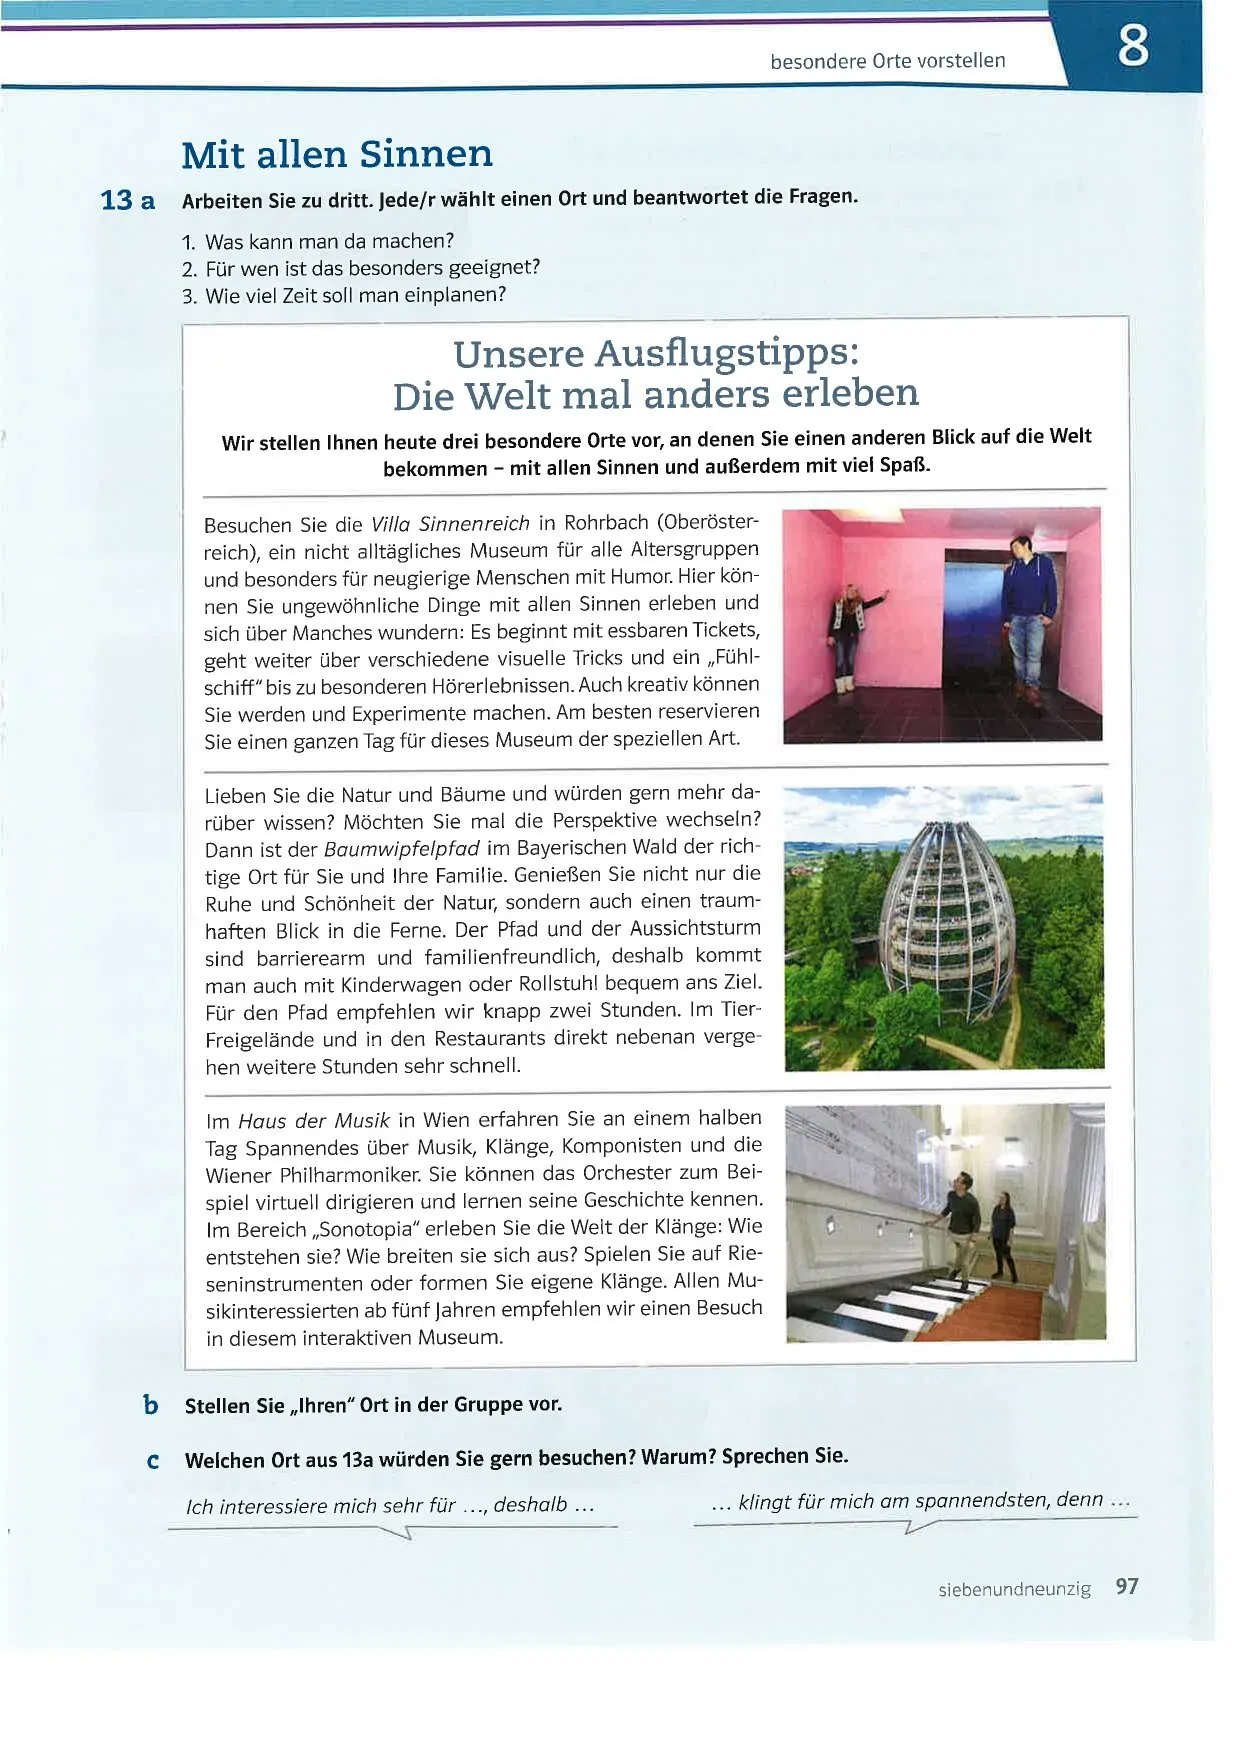 besondere Orte vorstellen
8
Mit allen Sinnen
13 a Arbeiten Sie zu dritt. Jede/r wählt einen Ort und beantwortet die Fragen.
1. Was kann man da machen?
2. Für wen ist das besonders geeignet?
3. Wie viel Zeit soll man einplanen?
Unsere Ausflugstipps:
Die Welt mal anders erleben
Wir stellen Ihnen heute drei besondere Orte vor, an denen Sie einen anderen Blick auf die Welt
bekommen – mit allen Sinnen und außerdem mit viel Spaß.
Besuchen Sie die Villa Sinnenreich in Rohrbach (Oberöster-
reich), ein nicht alltägliches Museum für alle Altersgruppen
und besonders für neugierige Menschen mit Humor. Hier kön-
nen Sie ungewöhnliche Dinge mit allen Sinnen erleben und
sich über Manches wundern: Es beginnt mit essbaren Tickets,
geht weiter über verschiedene visuelle Tricks und ein „Fühl-
schiff" bis zu besonderen Hörerlebnissen. Auch kreativ können
Sie werden und Experimente machen. Am besten reservieren
Sie einen ganzen Tag für dieses Museum der speziellen Art.
Lieben Sie die Natur und Bäume und würden gern mehr da-
rüber wissen? Möchten Sie mal die Perspektive wechseln?
Dann ist der Baumwipfelpfad im Bayerischen Wald der rich-
tige Ort für Sie und Ihre Familie. Genießen Sie nicht nur die
Ruhe und Schönheit der Natur, sondern auch einen traum-
haften Blick in die Ferne. Der Pfad und der Aussichtsturm
sind barrierearm und familienfreundlich, deshalb kommt
man auch mit Kinderwagen oder Rollstuhl bequem ans Ziel.
Für den Pfad empfehlen wir knapp zwei Stunden. Im Tier-
Freigelände und in den Restaurants direkt nebenan verge-
hen weitere Stunden sehr schnell.
Im Haus der Musik in Wien erfahren Sie an einem halben
Tag Spannendes über Musik, Klänge, Komponisten und die
Wiener Philharmoniker. Sie können das Orchester zum Bei-
spiel virtuell dirigieren und lernen seine Geschichte kennen.
Im Bereich „Sonotopia" erleben Sie die Welt der Klänge: Wie
entstehen sie? Wie breiten sie sich aus? Spielen Sie auf Rie-
seninstrumenten oder formen Sie eigene Klänge. Allen Mu-
sikinteressierten ab fünf Jahren empfehlen wir einen Besuch
in diesem interaktiven Museum.
b Stellen Sie „Ihren" Ort in der Gruppe vor.
c Welchen Ort aus 13a würden Sie gern besuchen? Warum? Sprechen Sie.
Ich interessiere mich sehr für ..., deshalb ...
... klingt für mich am spannendsten, denn ...
siebenundneunzig 97